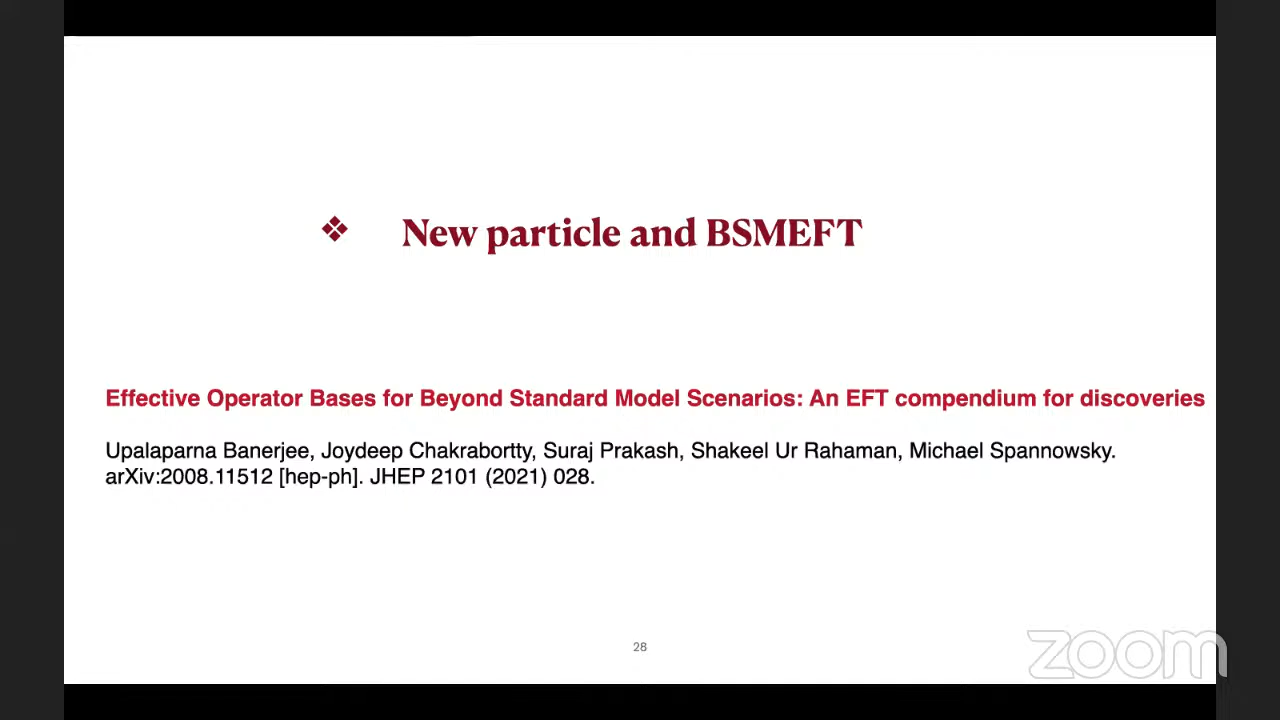 ❖ New particle and BSMEFT
Effective Operator Bases for Beyond Standard Model Scenarios: An EFT compendium for discoveries
Upalaparna Banerjee, Joydeep Chakrabortty, Suraj Prakash, Shakeel Ur Rahaman, Michael Spannowsky.
arXiv:2008.11512 [hep-ph]. JHEP 2101 (2021) 028.
28
zoom